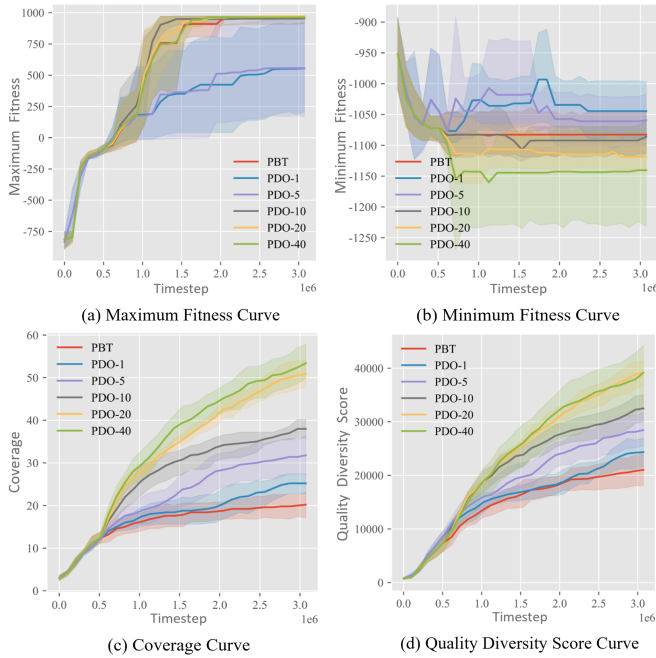 Maximum Fitness
1000
750
500
250
0
-250
-500
-750
PBT
PDO-1
PDO-5
PDO-10
PDO-20
PDO-40
0.0
0.5
1.0
1.5
2.0
2.5
3.0
Timestep
1e6
(a) Maximum Fitness Curve
Minimum Fitness
-900
-950
-1000
-1050
-1100
-1150
-1200
-1250
PBT
PDO-1
PDO-5
PDO-10
PDO-20
PDO-40
0.0
0.5
1.0
1.5
2.0
2.5
3.0
Timestep
1e6
(b) Minimum Fitness Curve
Coverage
60
50
40
30
20
10
0
PBT
PDO-1
PDO-5
PDO-10
PDO-20
PDO-40
0.0
0.5
1.0
1.5
2.0
2.5
3.0
Timestep
1e6
(c) Coverage Curve
Quality Diversity Score
40000
30000
20000
10000
0
PBT
PDO-1
PDO-5
PDO-10
PDO-20
PDO-40
0.0
0.5
1.0
1.5
2.0
2.5
3.0
Timestep
1e6
(d) Quality Diversity Score Curve